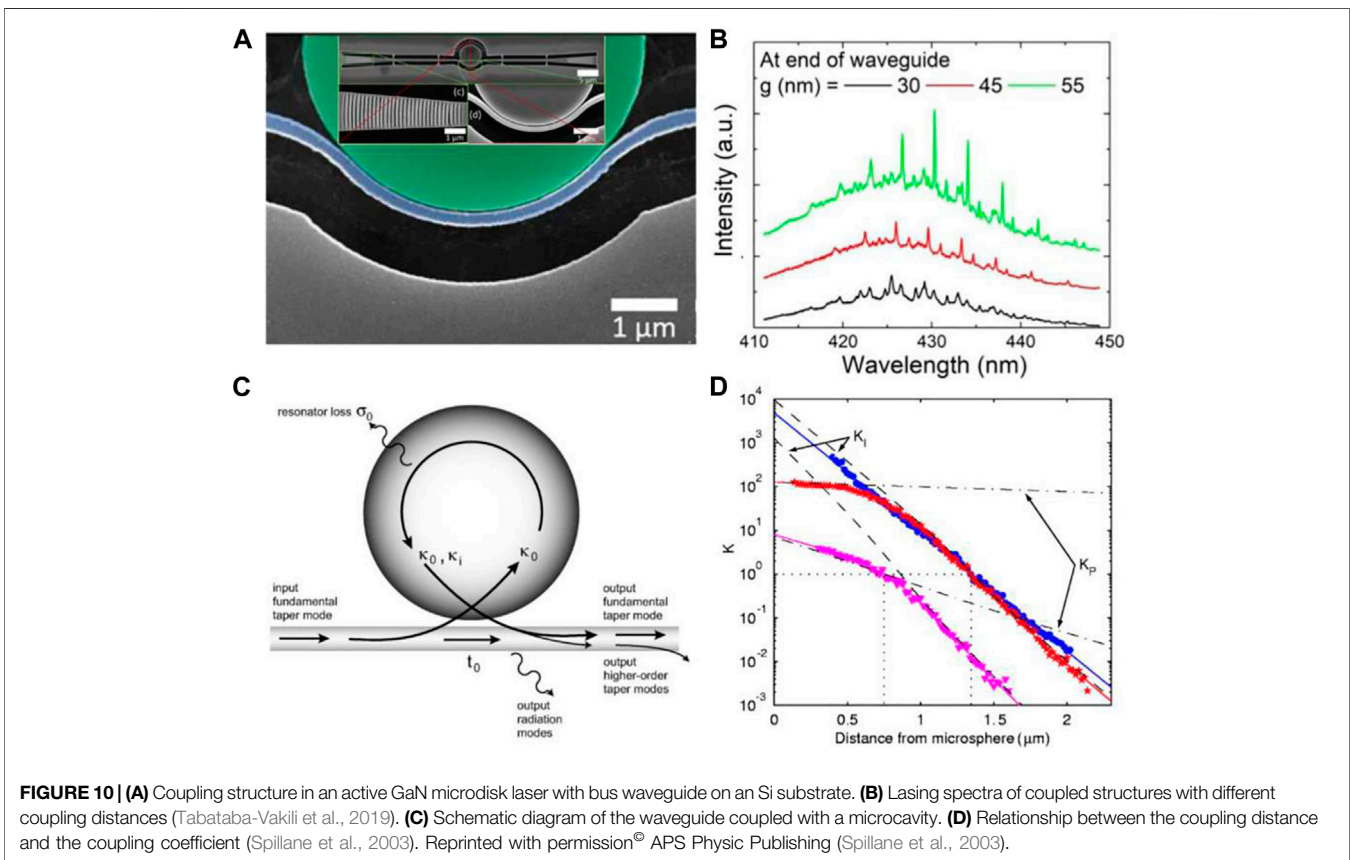 A
5 µm
(c)
(d)
1 µm
1 µm
B
At end of waveguide
g (nm) = 30 45 55
Intensity (a.u.)
410 420 430 440 450
Wavelength (nm)
C
resonator loss σ0
κ0 , κi
κ0
input
fundamental
taper mode
t0
output
fundamental
taper mode
output
higher-order
taper modes
output
radiation
modes
D
10^4
10^3
10^2
10^1
10^0
10^-1
10^-2
10^-3
K
KI
KP
0 0.5 1 1.5 2
Distance from microsphere (µm)
FIGURE 10 | (A) Coupling structure in an active GaN microdisk laser with bus waveguide on an Si substrate. (B) Lasing spectra of coupled structures with different
coupling distances (Tabataba-Vakili et al., 2019). (C) Schematic diagram of the waveguide coupled with a microcavity. (D) Relationship between the coupling distance
and the coupling coefficient (Spillane et al., 2003). Reprinted with permission© APS Physic Publishing (Spillane et al., 2003).